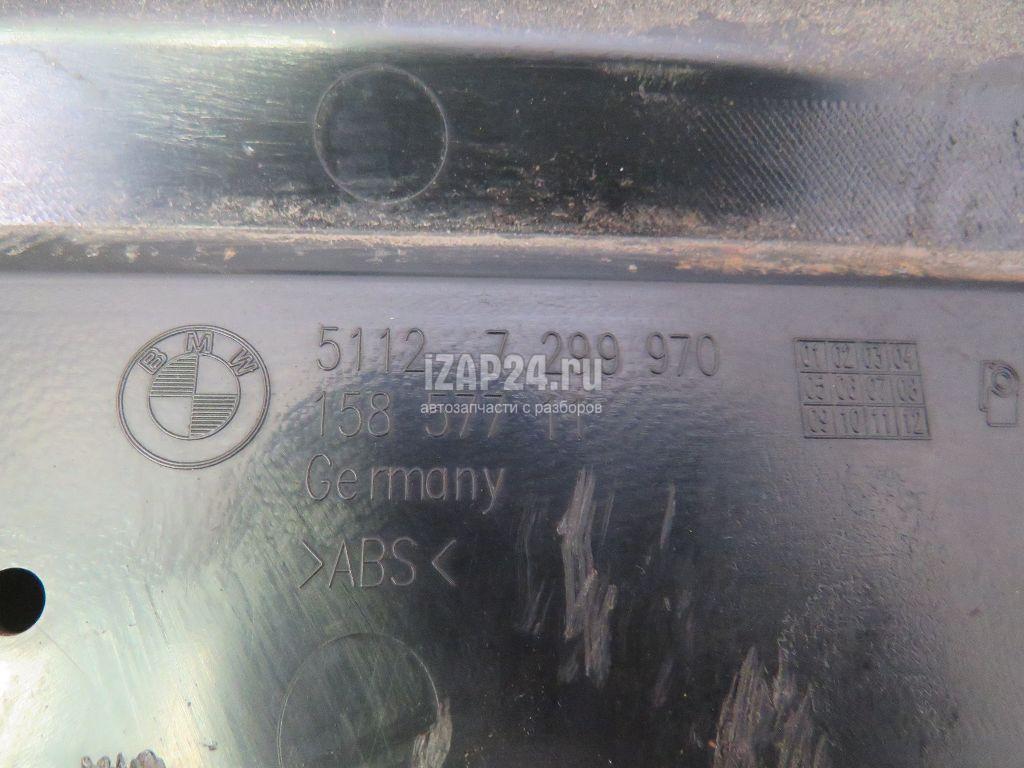 BMW
5112 7 299 970
158 577 11
Germany
>ABS<
01 02 03 04
05 06 07 08
09 10 11 12
iZAP24.ru
автозапчасти с разборов